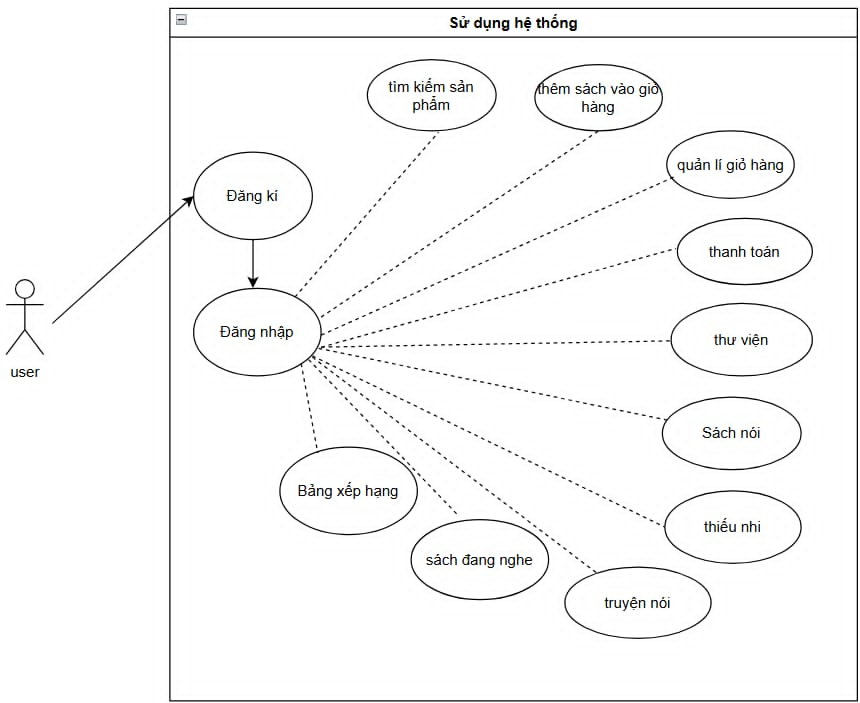 Sử dụng hệ thống
tìm kiếm sản
phẩm
thêm sách vào giỏ
hàng
quản lí giỏ hàng
Đăng kí
thanh toán
Đăng nhập
thư viện
user
Sách nói
Bảng xếp hạng
thiếu nhi
sách đang nghe
truyện nói